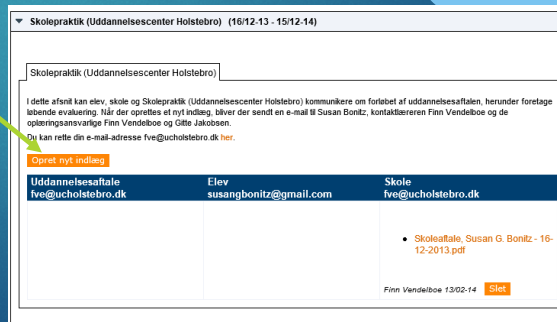 Skolepraktik (Uddannelsescenter Holstebro) (16/12-13 - 15/12-14)
Skolepraktik (Uddannelsescenter Holstebro)
I dette afsnit kan elev, skole og Skolepraktik (Uddannelsescenter Holstebro) kommunikere om forløbet af uddannelsesaftalen, herunder foretage
løbende evaluering. Når der oprettes et nyt indlæg, bliver der sendt en e-mail til Susan Bonitz, kontaktlæreren Finn Vendelboe og de
oplæringsansvarlige Finn Vendelboe og Gitte Jakobsen.
Du kan rette din e-mail-adresse fve@ucholstebro.dk her.
Opret nyt indlæg
Uddannelsesaftale Elev Skole
fve@ucholstebro.dk susangbonitz@gmail.com fve@ucholstebro.dk
• Skoleaftale, Susan G. Bonitz - 16-
12-2013.pdf
Finn Vendelboe 13/02-14 Slet